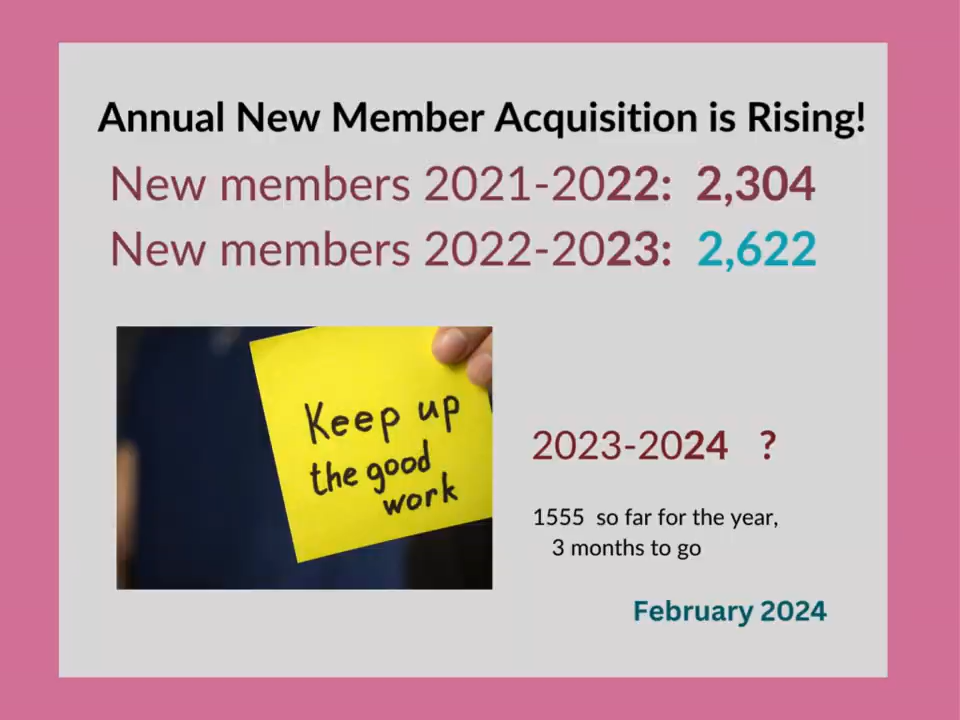 Annual New Member Acquisition is Rising!
New members 2021-2022: 2,304
New members 2022-2023: 2,622
Keep up
the good
work
2023-2024 ?
1555 so far for the year,
3 months to go
February 2024